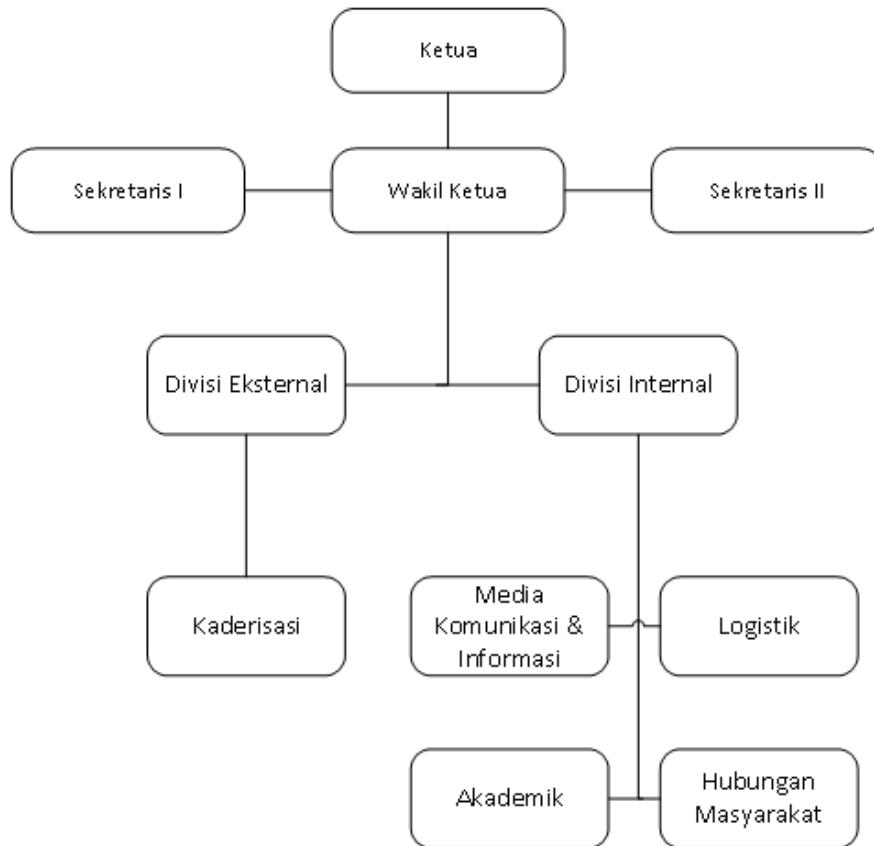 Ketua
Sekretaris I
Wakil Ketua
Sekretaris II
Divisi Eksternal
Divisi Internal
Kaderisasi
Media
Komunikasi &
Informasi
Logistik
Akademik
Hubungan
Masyarakat